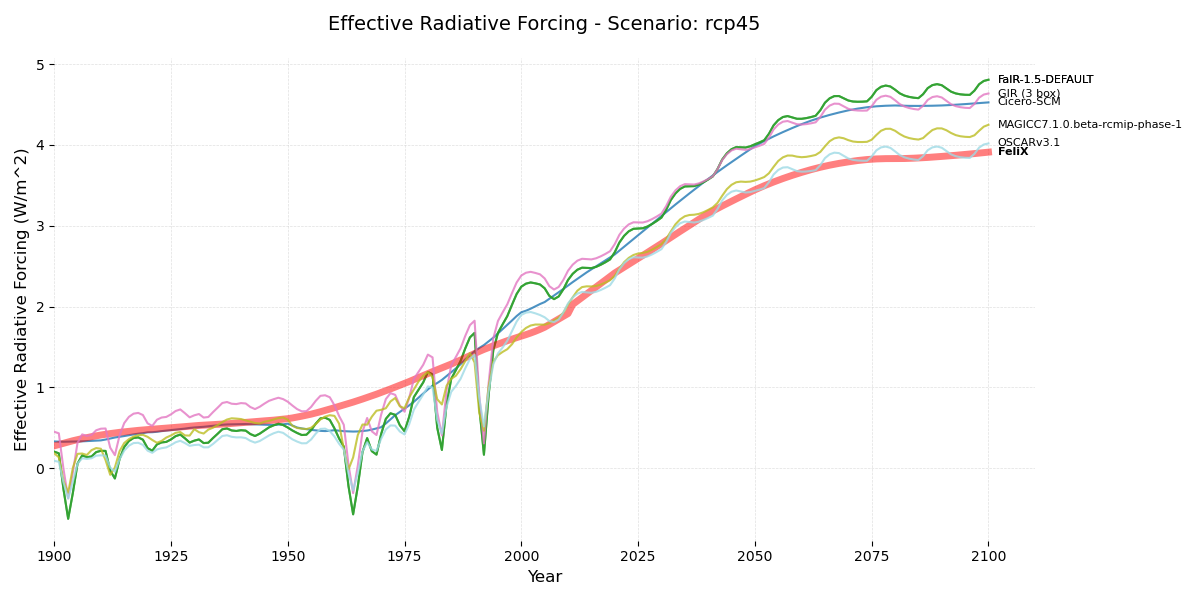 Effective Radiative Forcing - Scenario: rcp45
Effective Radiative Forcing (W/m^2)
5
4
3
2
1
0
1900
1925
1950
1975
2000
2025
2050
2075
2100
Year
FaIR-1.5-DEFAULT
GIR (3 box)
Cicero-SCM
MAGICC7.1.0.beta-rcmip-phase-1
OSCARv3.1
FeliX